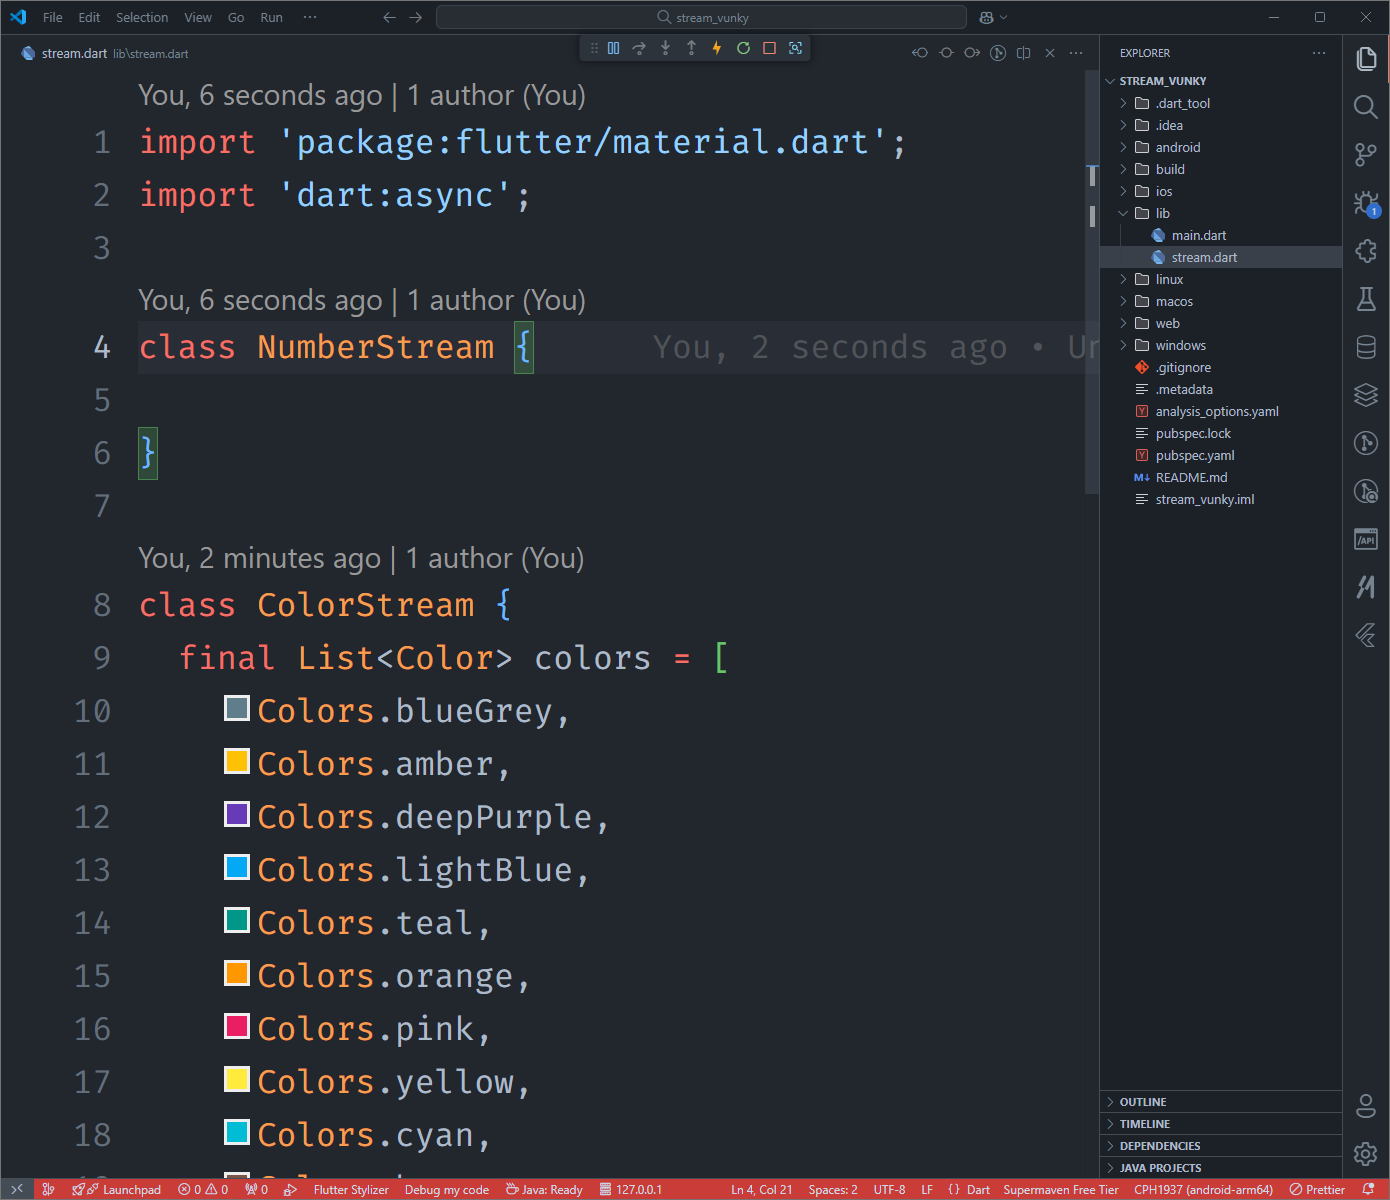 File Edit Selection View Go Run ··· stream_vunky
stream.dart lib\stream.dart
You, 6 seconds ago | 1 author (You)
1 import 'package:flutter/material.dart';
2 import 'dart:async';
3
You, 6 seconds ago | 1 author (You)
4 class NumberStream { You, 2 seconds ago • Un
5
6 }
7
You, 2 minutes ago | 1 author (You)
8 class ColorStream {
9 final List<Color> colors = [
10 Colors.blueGrey,
11 Colors.amber,
12 Colors.deepPurple,
13 Colors.lightBlue,
14 Colors.teal,
15 Colors.orange,
16 Colors.pink,
17 Colors.yellow,
18 Colors.cyan,
EXPLORER
STREAM_VUNKY
.dart_tool
.idea
android
build
ios
lib
main.dart
stream.dart
linux
macos
web
windows
.gitignore
.metadata
analysis_options.yaml
pubspec.lock
pubspec.yaml
README.md
stream_vunky.iml
OUTLINE
TIMELINE
DEPENDENCIES
JAVA PROJECTS
1
/API
Launchpad 0 0 0 Flutter Stylizer Debug my code Java: Ready 127.0.0.1 Ln 4, Col 21 Spaces: 2 UTF-8 LF {} Dart Supermaven Free Tier CPH1937 (android-arm64) Prettier